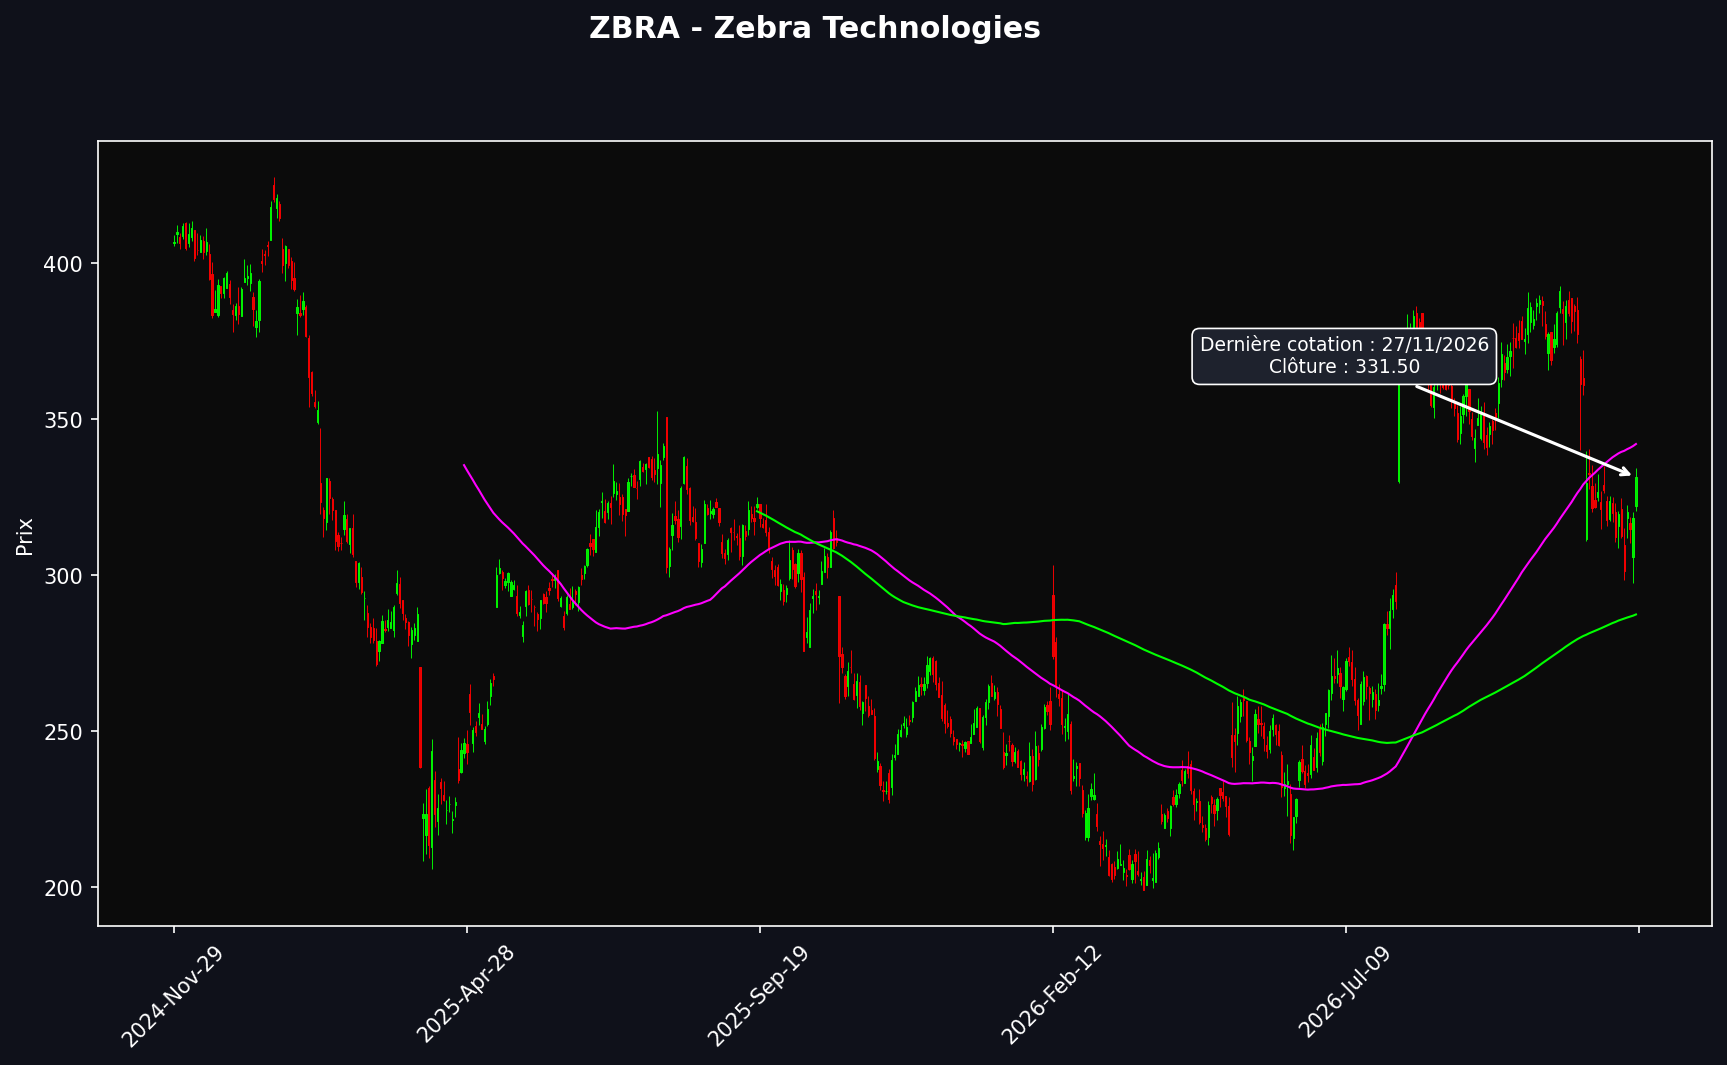 ZBRA - Zebra Technologies
Dernière cotation : 27/11/2026
Clôture : 331.50
Prix
400
350
300
250
200
2024-Nov-29
2025-Apr-28
2025-Sep-19
2026-Feb-12
2026-Jul-09